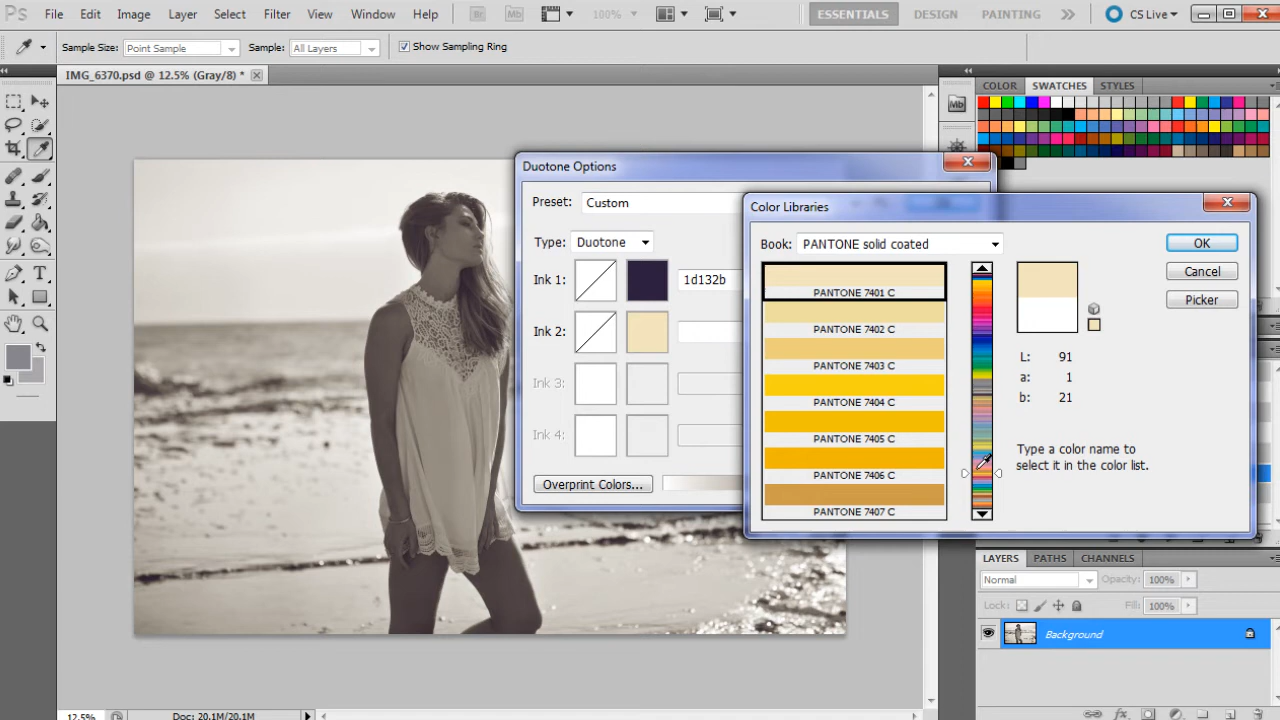 Ps File Edit Image Layer Select Filter View Window Help Br Mb 100% ESSENTIALS DESIGN PAINTING CS Live
Sample Size: Point Sample Sample: All Layers Show Sampling Ring
IMG_6370.psd @ 12.5% (Gray/8) *
Mb
COLOR SWATCHES STYLES
Duotone Options
Preset: Custom
Type: Duotone
Ink 1: 1d132b
Ink 2:
Ink 3:
Ink 4:
Overprint Colors...
Color Libraries
Book: PANTONE solid coated
PANTONE 7401 C
PANTONE 7402 C
PANTONE 7403 C
PANTONE 7404 C
PANTONE 7405 C
PANTONE 7406 C
PANTONE 7407 C
OK
Cancel
Picker
L: 91
a: 1
b: 21
Type a color name to
select it in the color list.
LAYERS PATHS CHANNELS
Normal Opacity: 100%
Lock: Fill: 100%
Background
12.5% Doc: 20.1M/20.1M